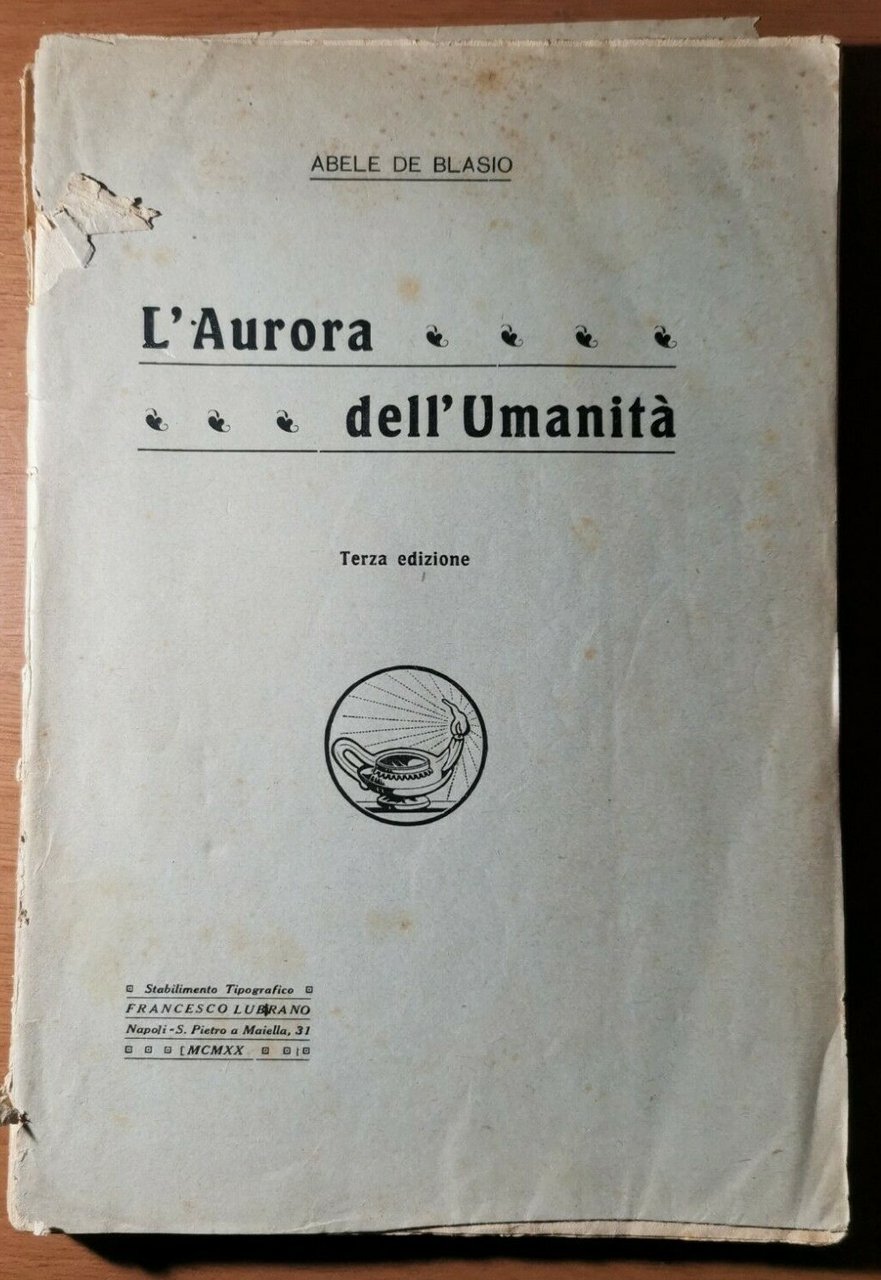 ABELE DE BLASIO
L'Aurora
dell'Umanità
Terza edizione
Stabilimento Tipografico
FRANCESCO LUBRANO
Napoli - S. Pietro a Maiella, 31
MCMXX